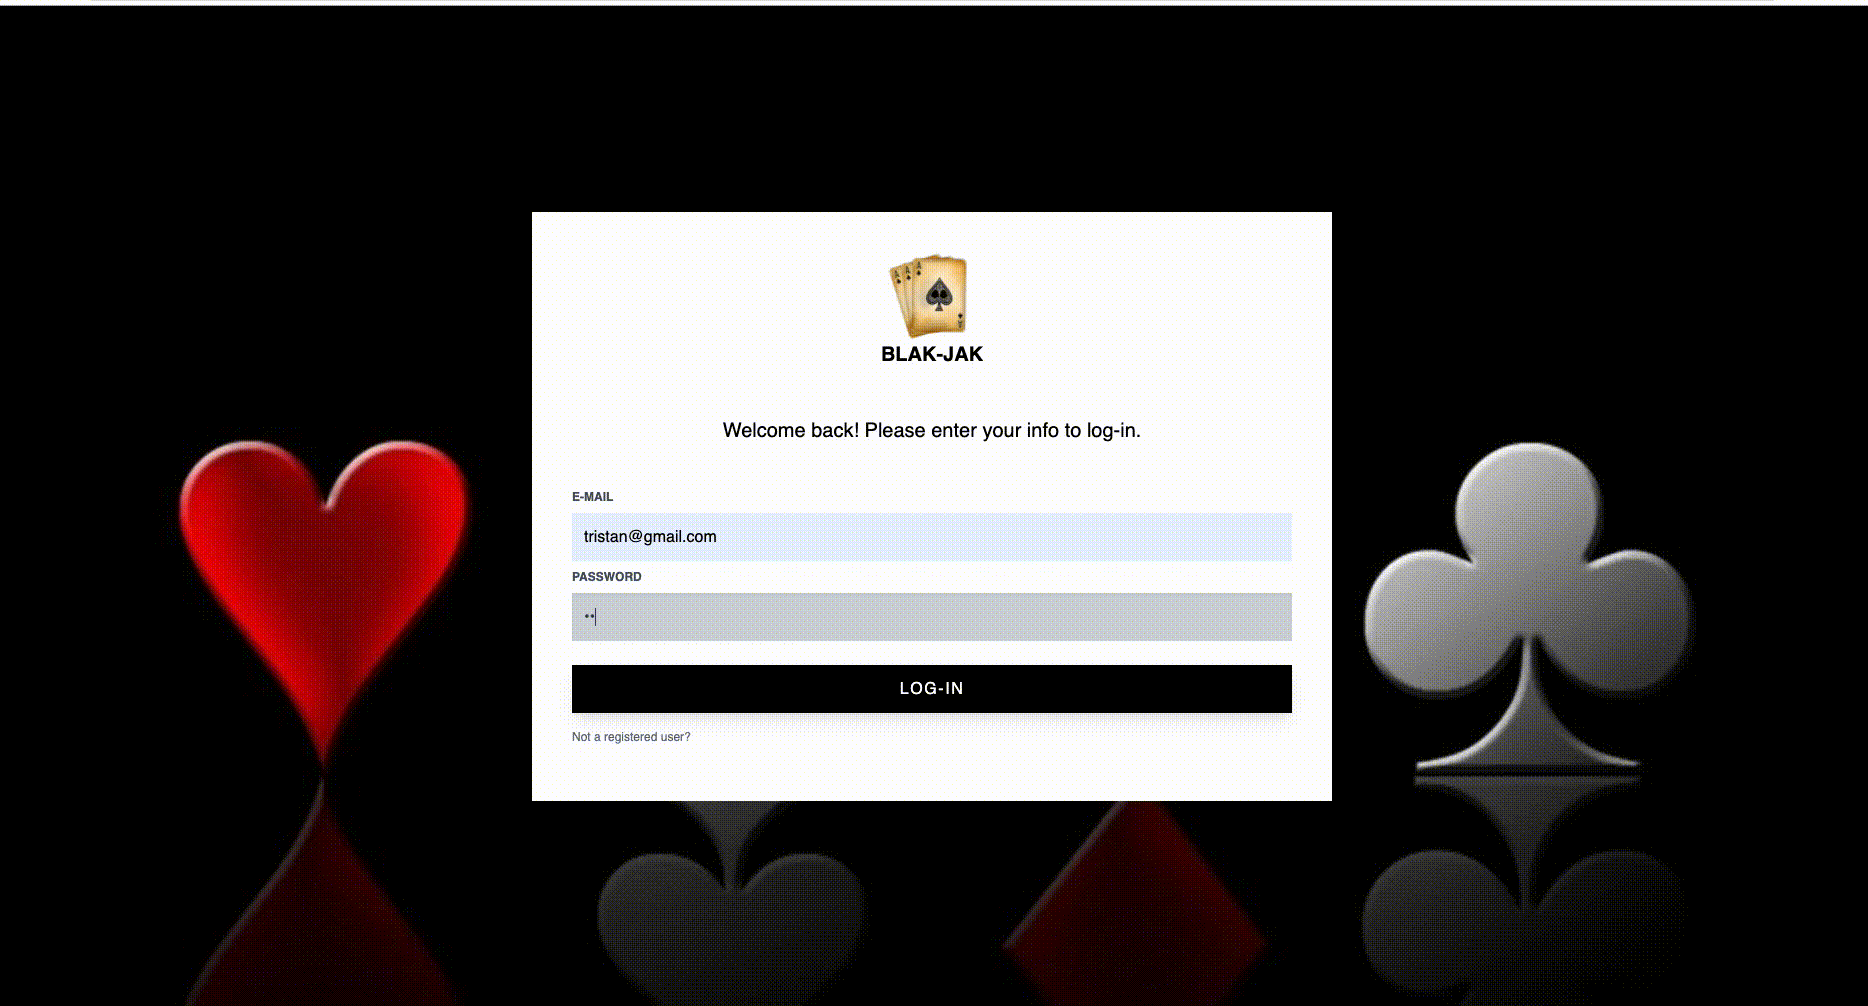 BLAK-JAK
Welcome back! Please enter your info to log-in.
E-MAIL
tristan@gmail.com
PASSWORD
••
LOG-IN
Not a registered user?